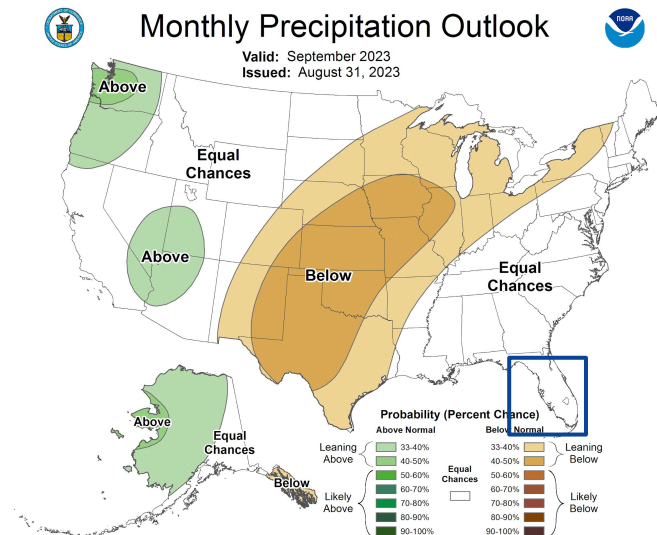 Monthly Precipitation Outlook
NOAA
Valid: September 2023
Issued: August 31, 2023
Above
Equal
Chances
Above
Below
Equal
Chances
Above
Equal
Chances
Below
Probability (Percent Chance)
Above Normal
Below Normal
Leaning
Above
33-40%
40-50%
Likely
Above
50-60%
60-70%
70-80%
80-90%
90-100%
Equal
Chances
33-40%
40-50%
Leaning
Below
50-60%
60-70%
70-80%
80-90%
90-100%
Likely
Below